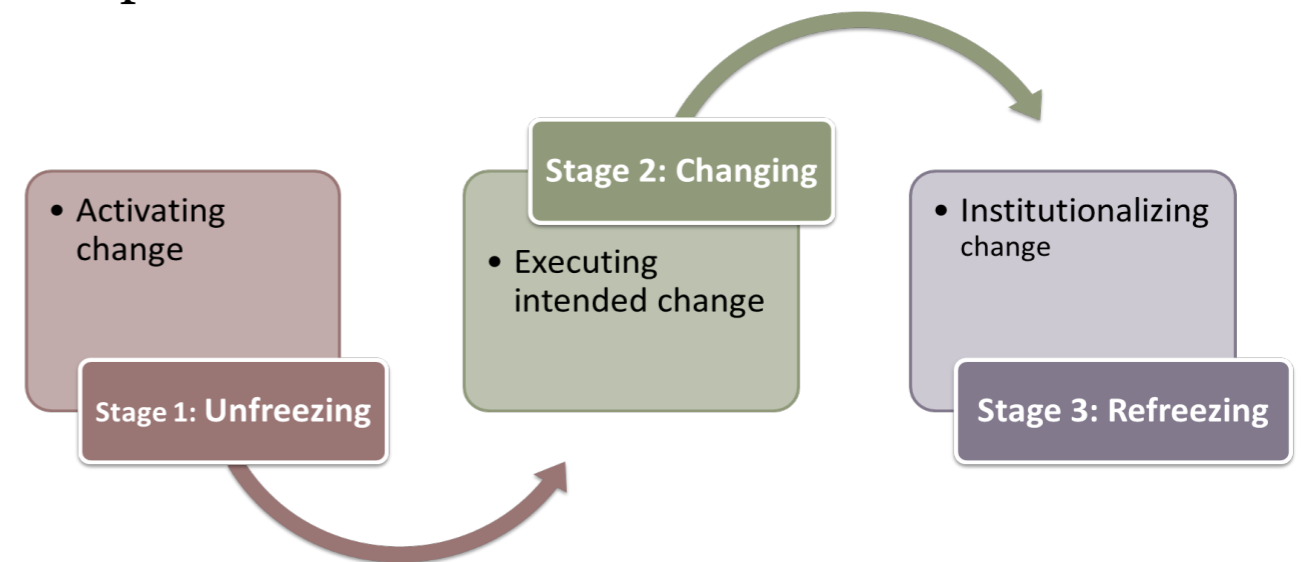 • Activating
change
Stage 1: Unfreezing
Stage 2: Changing
• Executing
intended change
• Institutionalizing
change
Stage 3: Refreezing